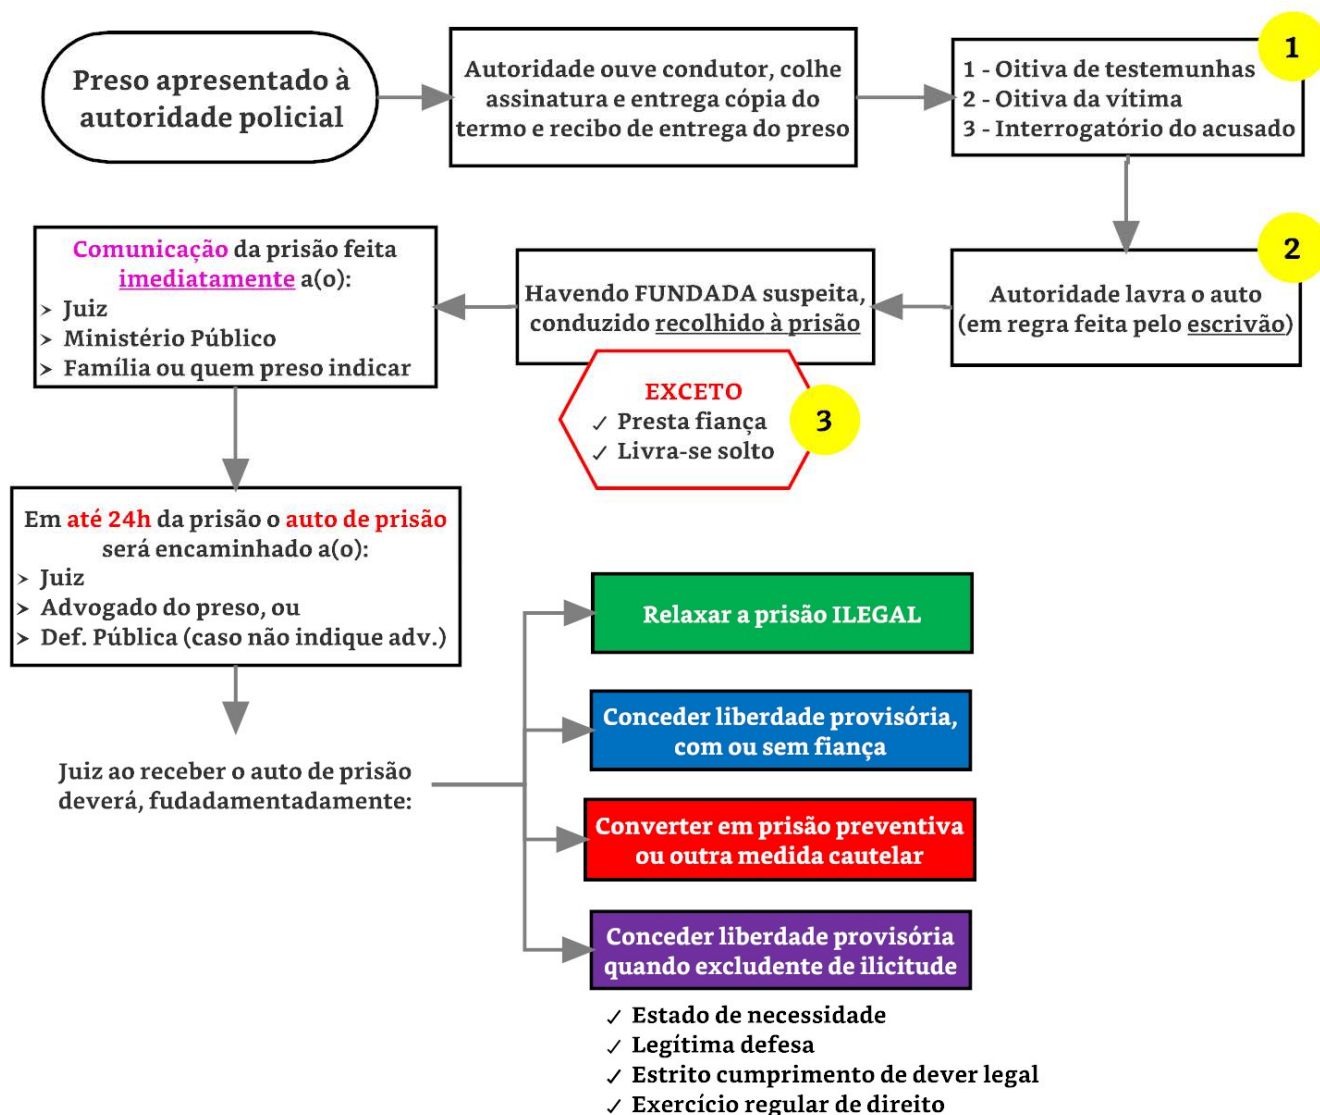 Preso apresentado à
autoridade policial
Autoridade ouve condutor, colhe
assinatura e entrega cópia do
termo e recibo de entrega do preso
1
1 - Oitiva de testemunhas
2 - Oitiva da vítima
3 - Interrogatório do acusado
2
Autoridade lavra o auto
(em regra feita pelo escrivão)
Havendo FUNDADA suspeita,
conduzido recolhido à prisão
EXCETO
✓ Presta fiança
✓ Livra-se solto
3
Comunicação da prisão feita
imediatamente a(o):
➢ Juiz
➢ Ministério Público
➢ Família ou quem preso indicar
Em até 24h da prisão o auto de prisão
será encaminhado a(o):
➢ Juiz
➢ Advogado do preso, ou
➢ Def. Pública (caso não indique adv.)
Juiz ao receber o auto de prisão
deverá, fudadamentadamente:
Relaxar a prisão ILEGAL
Conceder liberdade provisória,
com ou sem fiança
Converter em prisão preventiva
ou outra medida cautelar
Conceder liberdade provisória
quando excludente de ilicitude
✓ Estado de necessidade
✓ Legítima defesa
✓ Estrito cumprimento de dever legal
✓ Exercício regular de direito